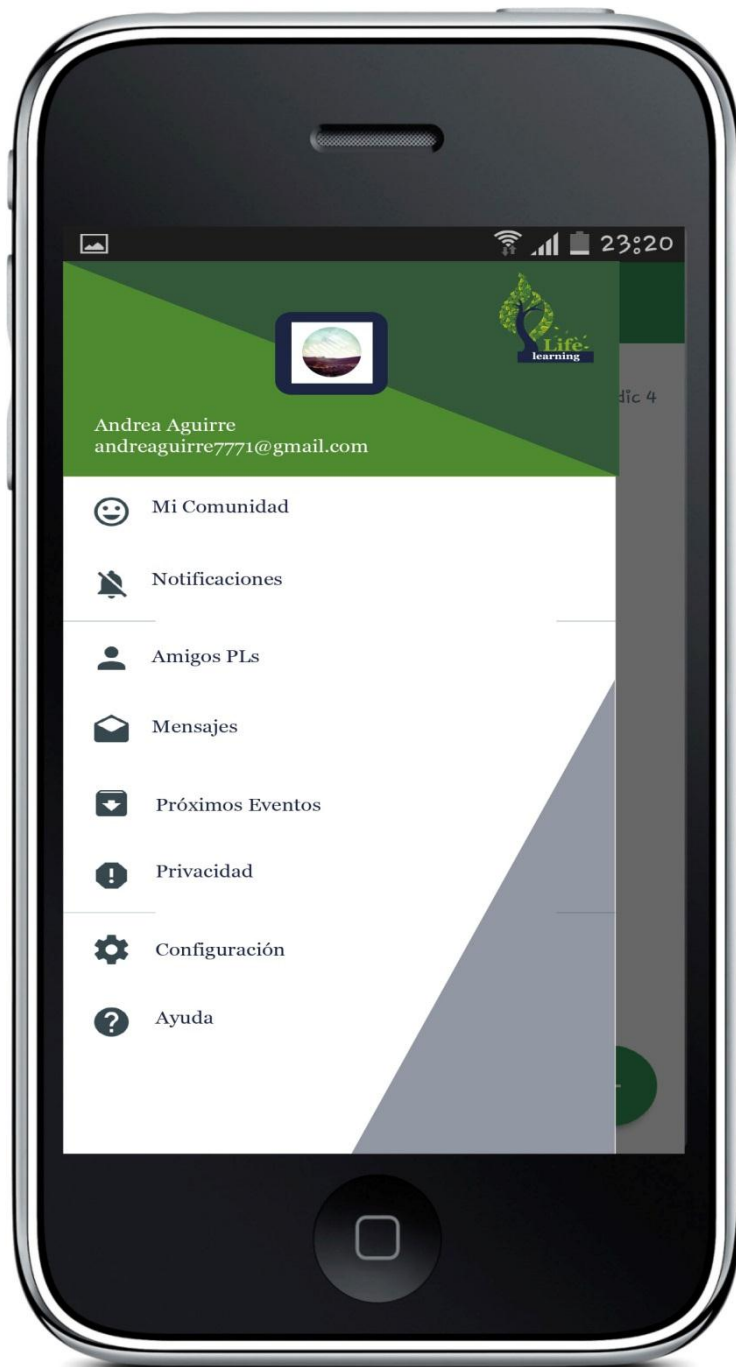 23:20
Life-
learning
dic 4
Andrea Aguirre
andreaguirre7771@gmail.com
Mi Comunidad
Notificaciones
Amigos PLs
Mensajes
Próximos Eventos
Privacidad
Configuración
Ayuda